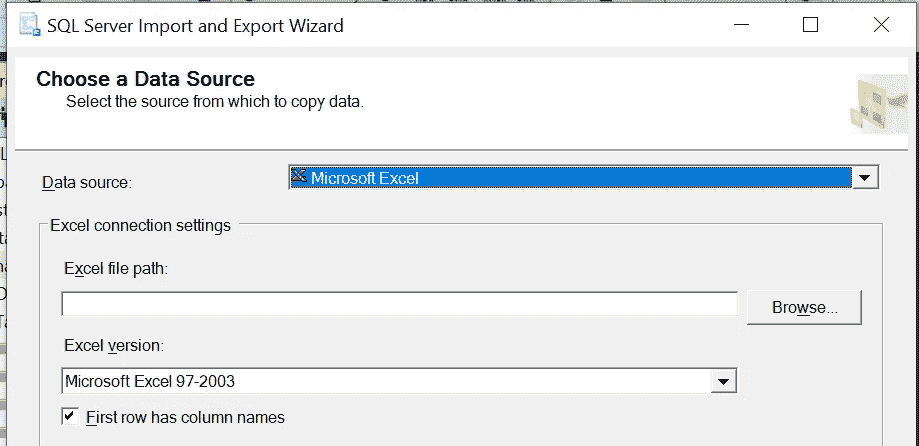 SQL Server Import and Export Wizard
Choose a Data Source
Select the source from which to copy data.
Data source: Microsoft Excel
Excel connection settings
Excel file path:
Browse...
Excel version:
Microsoft Excel 97-2003
First row has column names